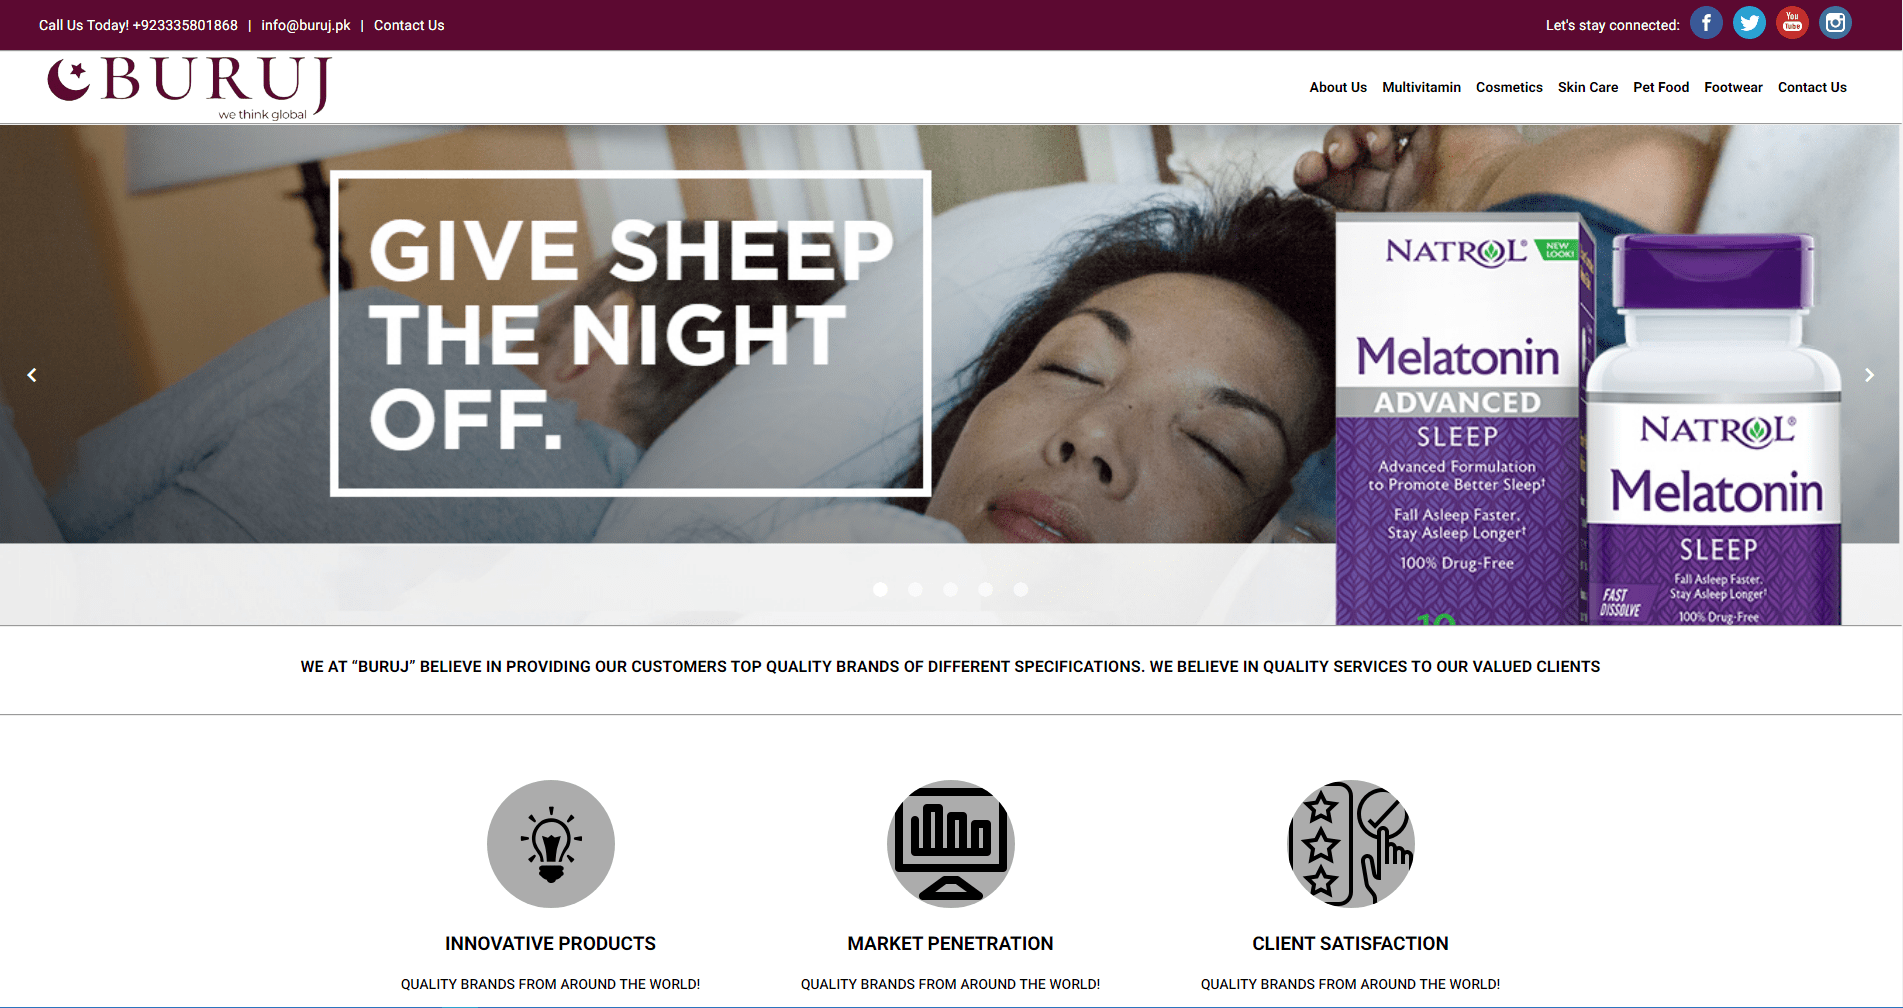 Call Us Today! +923335801868 | info@buruj.pk | Contact Us
Let's stay connected:
You
Tube
BURUJ
we think global
About Us Multivitamin Cosmetics Skin Care Pet Food Footwear Contact Us
GIVE SHEEP
THE NIGHT
OFF.
NATROL®
NEW
LOOK!
Melatonin
ADVANCED
SLEEP
Advanced Formulation
to Promote Better Sleep†
Fall Asleep Faster,
Stay Asleep Longer†
100% Drug-Free
NATROL®
Melatonin
SLEEP
FAST
DISSOLVE
Fall Asleep Faster,
Stay Asleep Longer†
100% Drug-Free
WE AT “BURUJ” BELIEVE IN PROVIDING OUR CUSTOMERS TOP QUALITY BRANDS OF DIFFERENT SPECIFICATIONS. WE BELIEVE IN QUALITY SERVICES TO OUR VALUED CLIENTS
INNOVATIVE PRODUCTS
QUALITY BRANDS FROM AROUND THE WORLD!
MARKET PENETRATION
QUALITY BRANDS FROM AROUND THE WORLD!
CLIENT SATISFACTION
QUALITY BRANDS FROM AROUND THE WORLD!